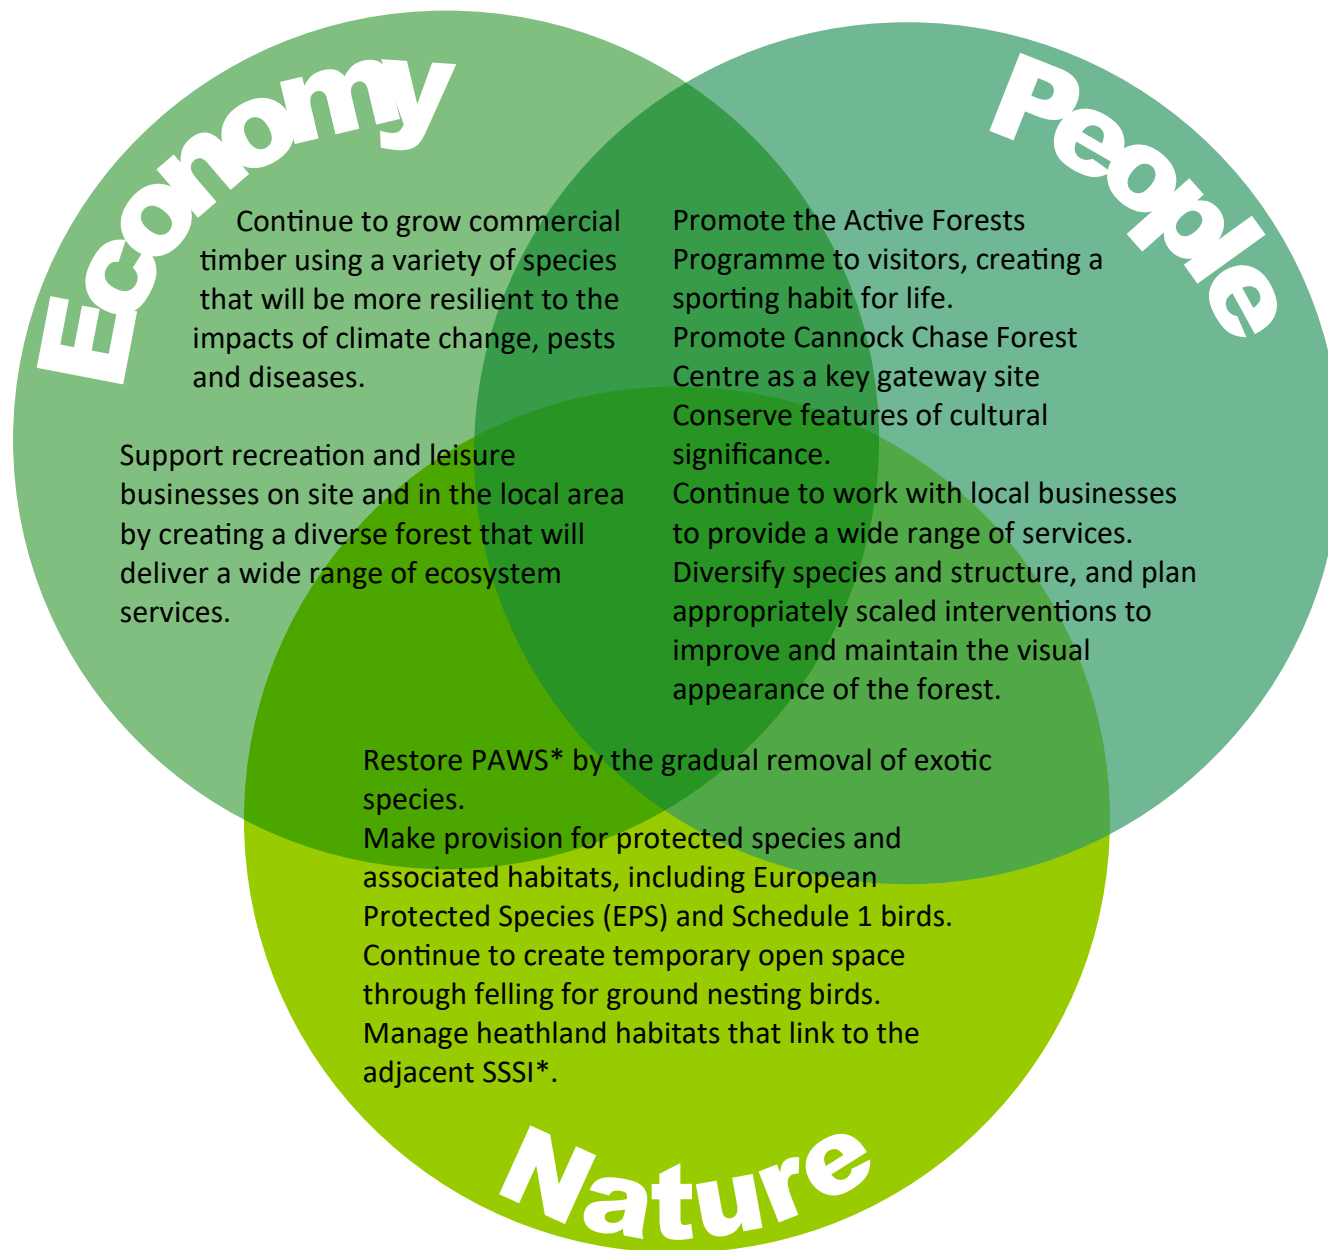 Economy
Continue to grow commercial
timber using a variety of species
that will be more resilient to the
impacts of climate change, pests
and diseases.
Support recreation and leisure
businesses on site and in the local area
by creating a diverse forest that will
deliver a wide range of ecosystem
services.
People
Promote the Active Forests
Programme to visitors, creating a
sporting habit for life.
Promote Cannock Chase Forest
Centre as a key gateway site
Conserve features of cultural
significance.
Continue to work with local businesses
to provide a wide range of services.
Diversify species and structure, and plan
appropriately scaled interventions to
improve and maintain the visual
appearance of the forest.
Restore PAWS* by the gradual removal of exotic
species.
Make provision for protected species and
associated habitats, including European
Protected Species (EPS) and Schedule 1 birds.
Continue to create temporary open space
through felling for ground nesting birds.
Manage heathland habitats that link to the
adjacent SSSI*.
Nature